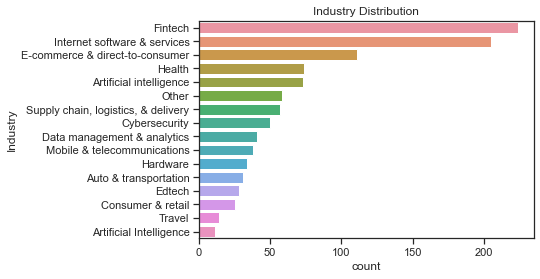 Industry Distribution
Industry
Fintech
Internet software & services
E-commerce & direct-to-consumer
Health
Artificial intelligence
Other
Supply chain, logistics, & delivery
Cybersecurity
Data management & analytics
Mobile & telecommunications
Hardware
Auto & transportation
Edtech
Consumer & retail
Travel
Artificial Intelligence
0 50 100 150 200
count